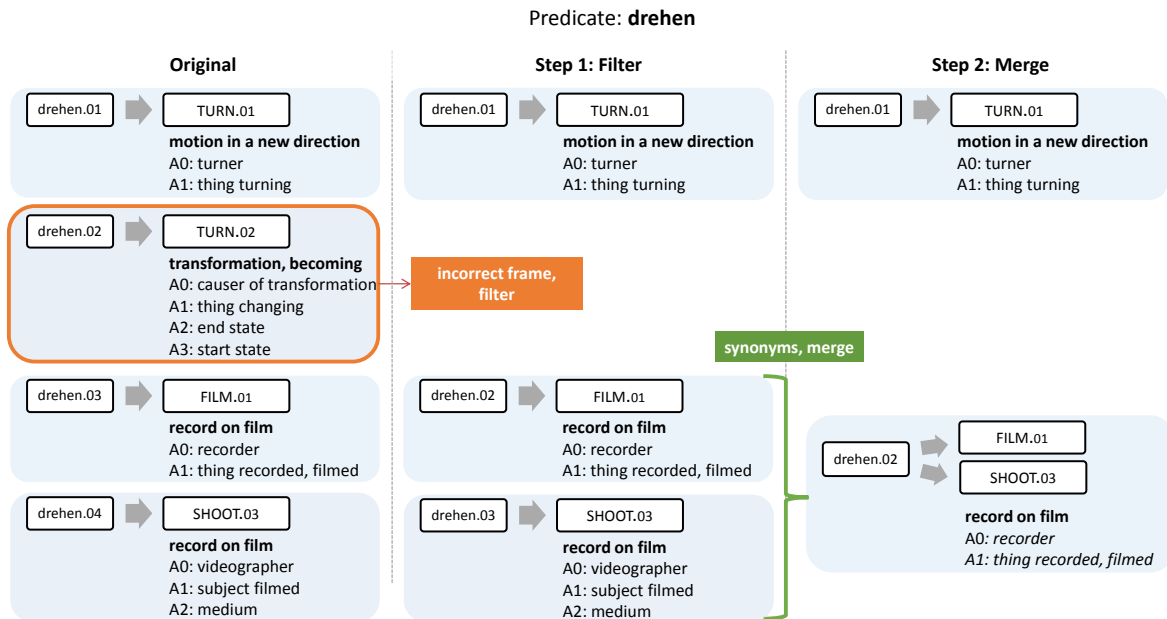 Predicate: drehen
Original
drehen.01
TURN.01
motion in a new direction
A0: turner
A1: thing turning
drehen.02
TURN.02
transformation, becoming
A0: causer of transformation
A1: thing changing
A2: end state
A3: start state
drehen.03
FILM.01
record on film
A0: recorder
A1: thing recorded, filmed
drehen.04
SHOOT.03
record on film
A0: videographer
A1: subject filmed
A2: medium
Step 1: Filter
drehen.01
TURN.01
motion in a new direction
A0: turner
A1: thing turning
incorrect frame,
filter
drehen.02
FILM.01
record on film
A0: recorder
A1: thing recorded, filmed
drehen.03
SHOOT.03
record on film
A0: videographer
A1: subject filmed
A2: medium
synonyms, merge
Step 2: Merge
drehen.01
TURN.01
motion in a new direction
A0: turner
A1: thing turning
drehen.02
FILM.01
SHOOT.03
record on film
A0: recorder
A1: thing recorded, filmed